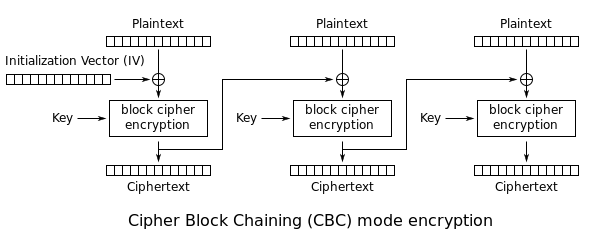 Plaintext
Plaintext
Plaintext
Initialization Vector (IV)
Key
block cipher
encryption
Key
block cipher
encryption
Key
block cipher
encryption
Ciphertext
Ciphertext
Ciphertext
Cipher Block Chaining (CBC) mode encryption